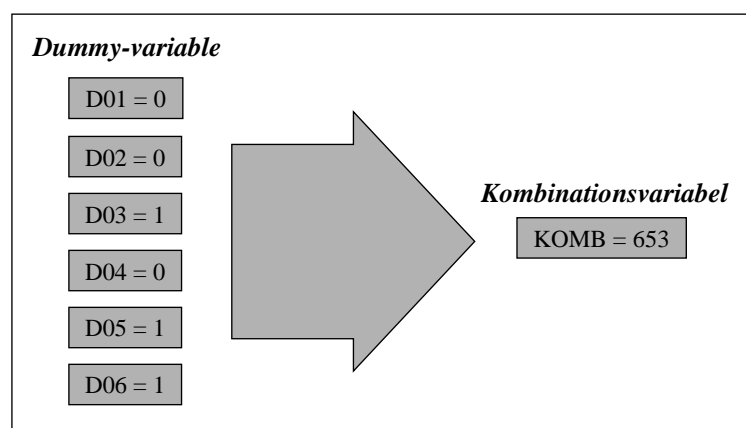 Dummy-variable
D01 = 0
D02 = 0
D03 = 1
D04 = 0
D05 = 1
D06 = 1
Kombinationsvariabel
KOMB = 653